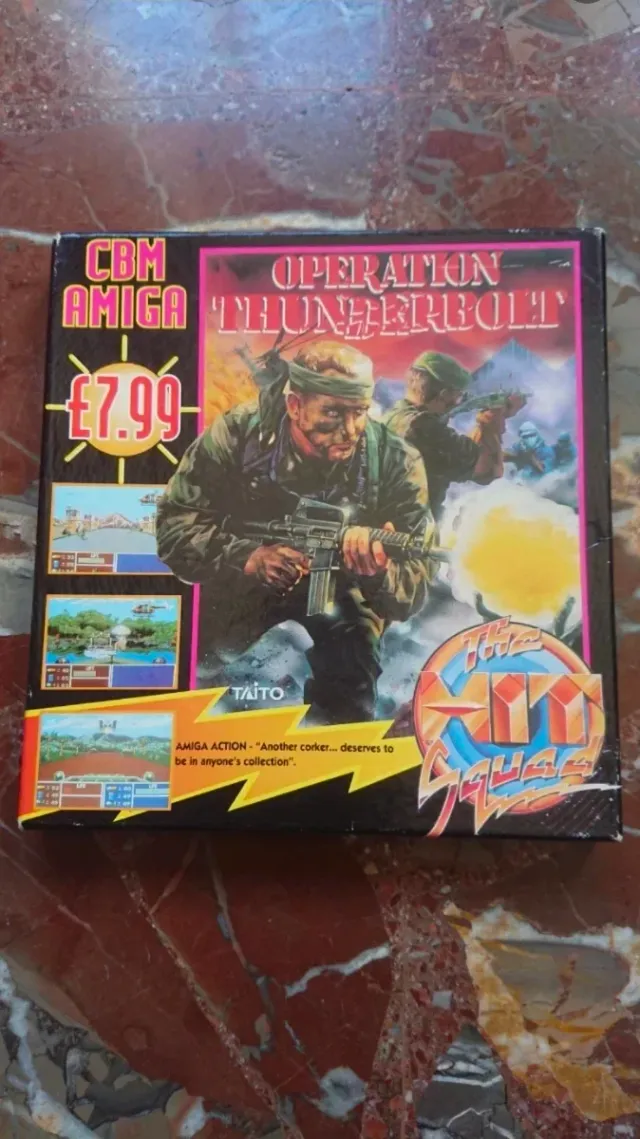 CBM
AMIGA
£7.99
OPERATION
THUNDERBOLT
TAITO
AMIGA ACTION - "Another corker... deserves to
be in anyone's collection".
THE
HIT
Squad